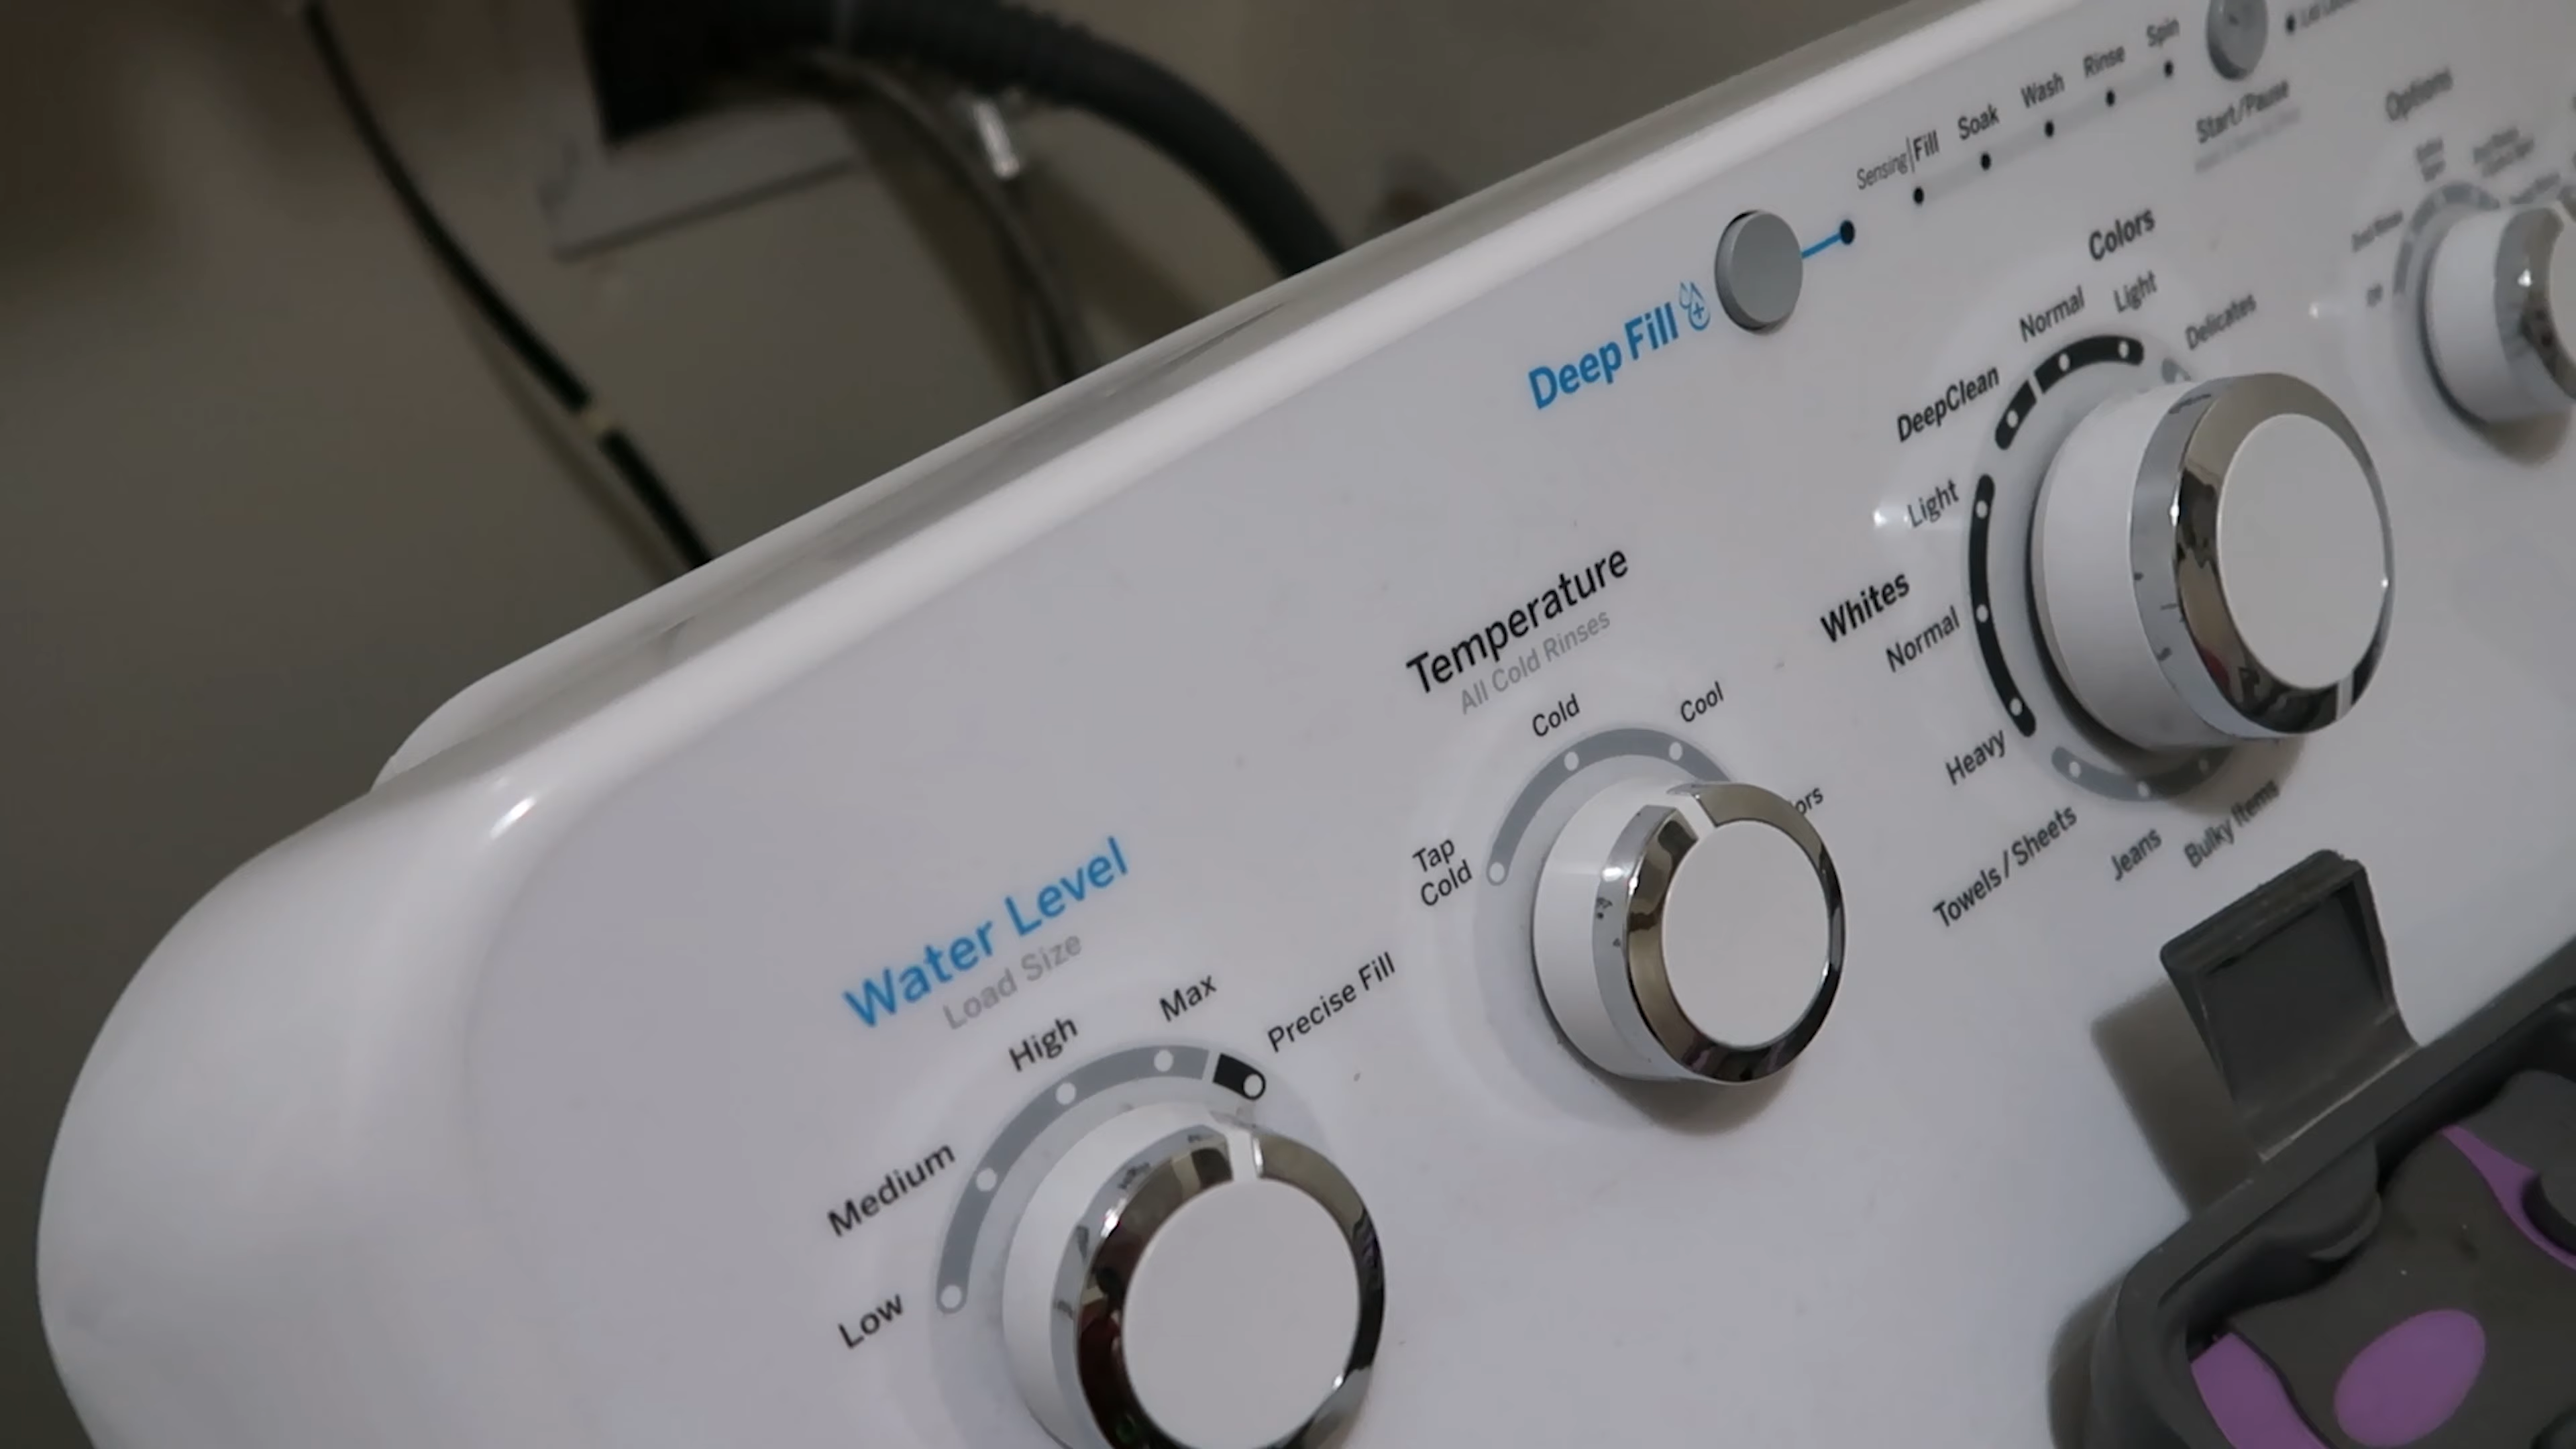 Spin
Rinse
Wash
Soak
Sensing|Fill
Start/Pause
Options
Deep Fill
Colors
Light
Normal
Delicates
DeepClean
Light
Whites
Normal
Heavy
Towels / Sheets
Jeans
Bulky Items
Temperature
All Cold Rinses
Cold
Cool
Tap
Cold
Water Level
Load Size
Max
Precise Fill
High
Medium
Low